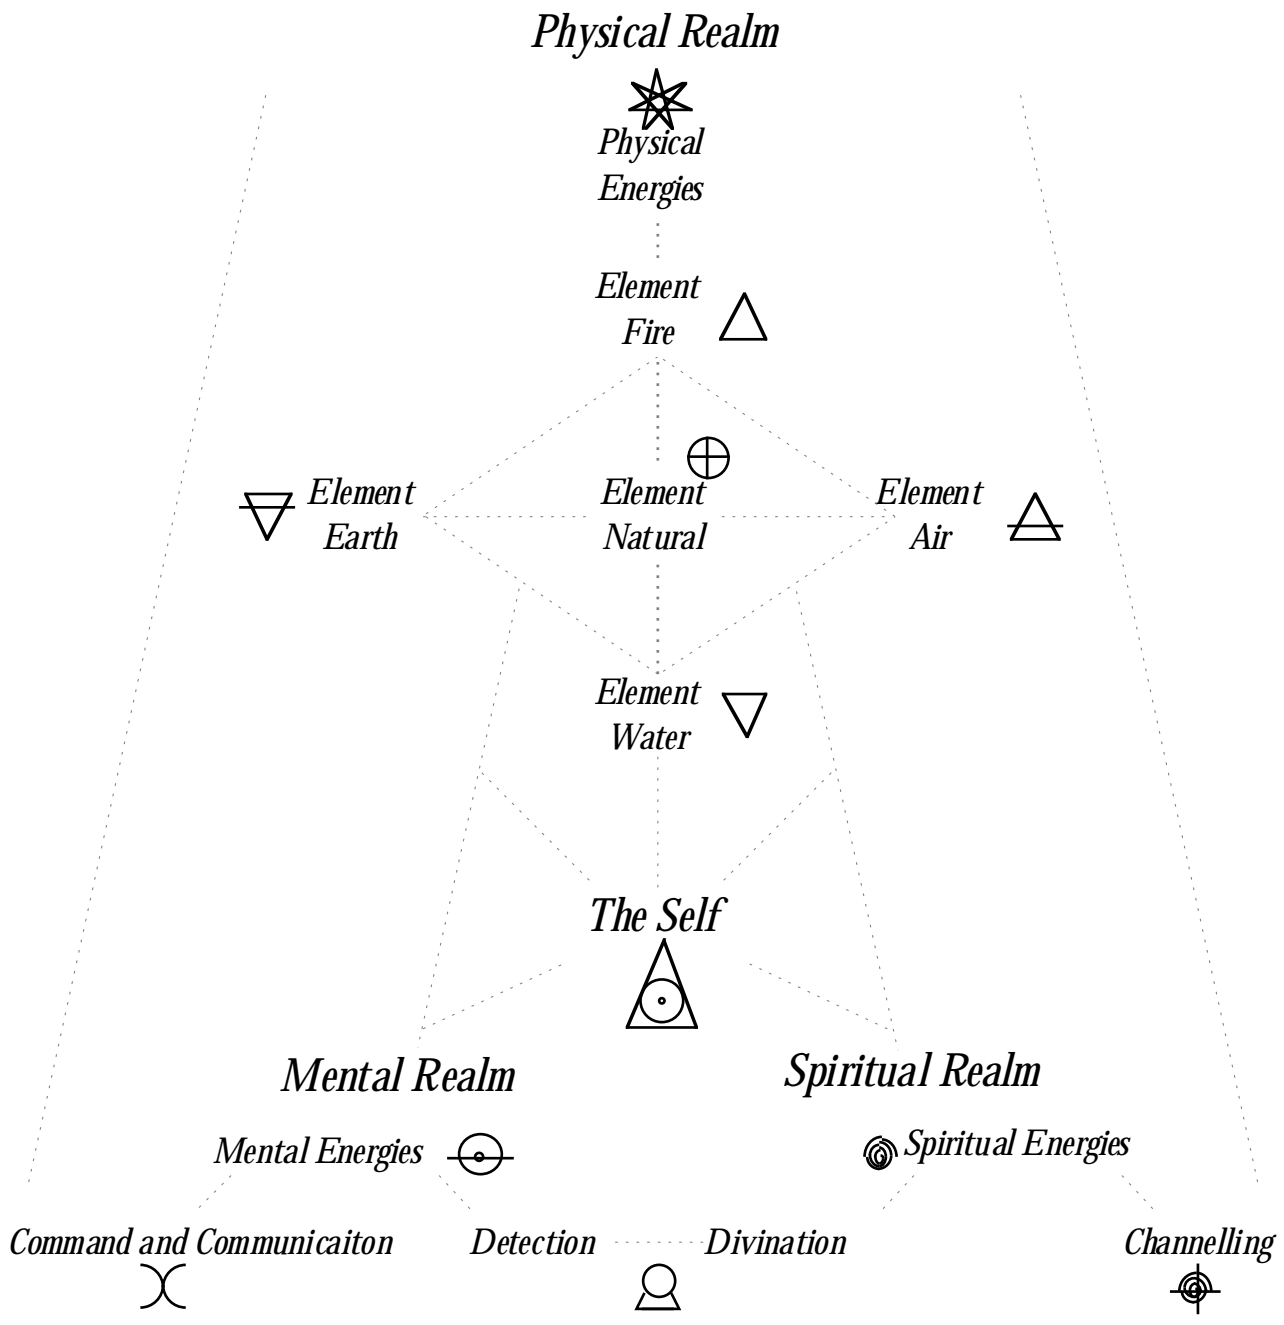 Physical Realm
Physical
Energies
Element
Fire
Element
Earth
Element
Natural
Element
Air
Element
Water
The Self
Mental Realm
Spiritual Realm
Mental Energies
Spiritual Energies
Command and Communicaiton
Detection
Divination
Channelling